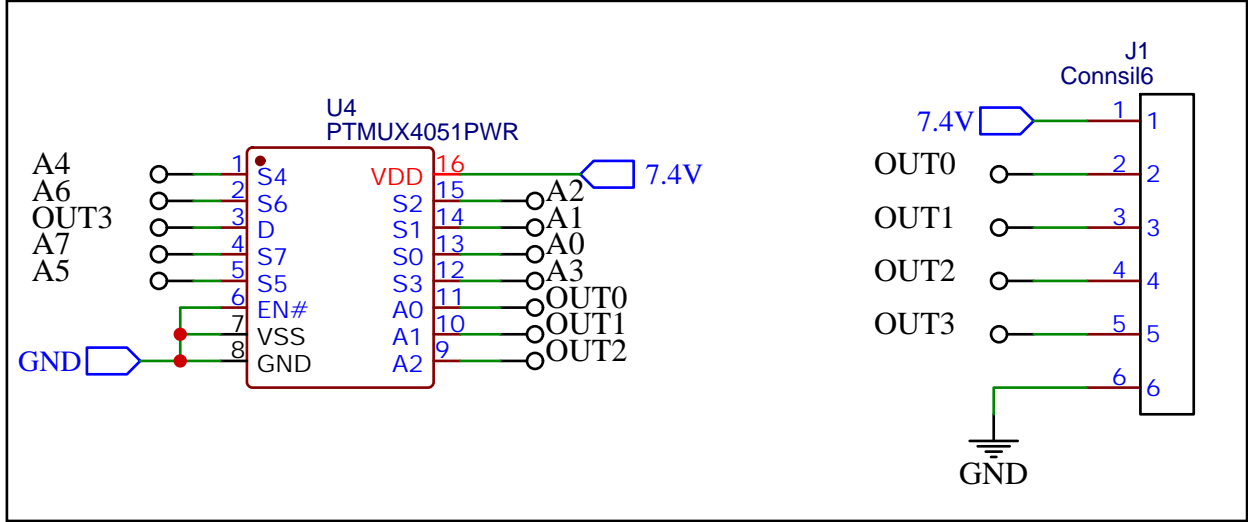 J1
Connsil6
U4
PTMUX4051PWR
7.4V 1 1
A4 1 S4 VDD 16 7.4V OUT0 2 2
A6 2 S6 S2 15 A2
OUT3 3 D S1 14 A1 OUT1 3 3
A7 4 S7 S0 13 A0
A5 5 S5 S3 12 A3 OUT2 4 4
6 EN# A0 11 OUT0
7 VSS A1 10 OUT1 OUT3 5 5
GND 8 GND A2 9 OUT2
6 6
GND